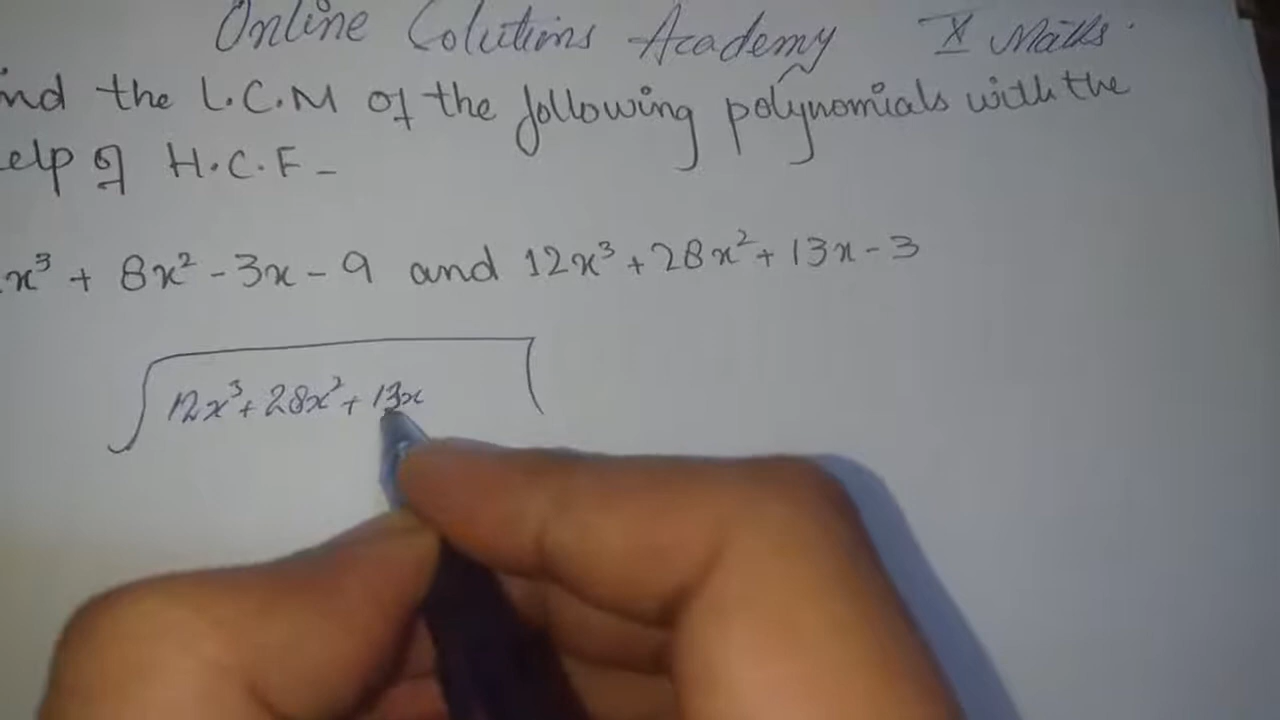 Online Solutions Academy X Maths.
ind the L.C.M of the following polynomials with the
elp of H.C.F-
x³ + 8x² - 3x - 9 and 12x³ + 28x² + 13x - 3
12x³ + 28x² + 13x